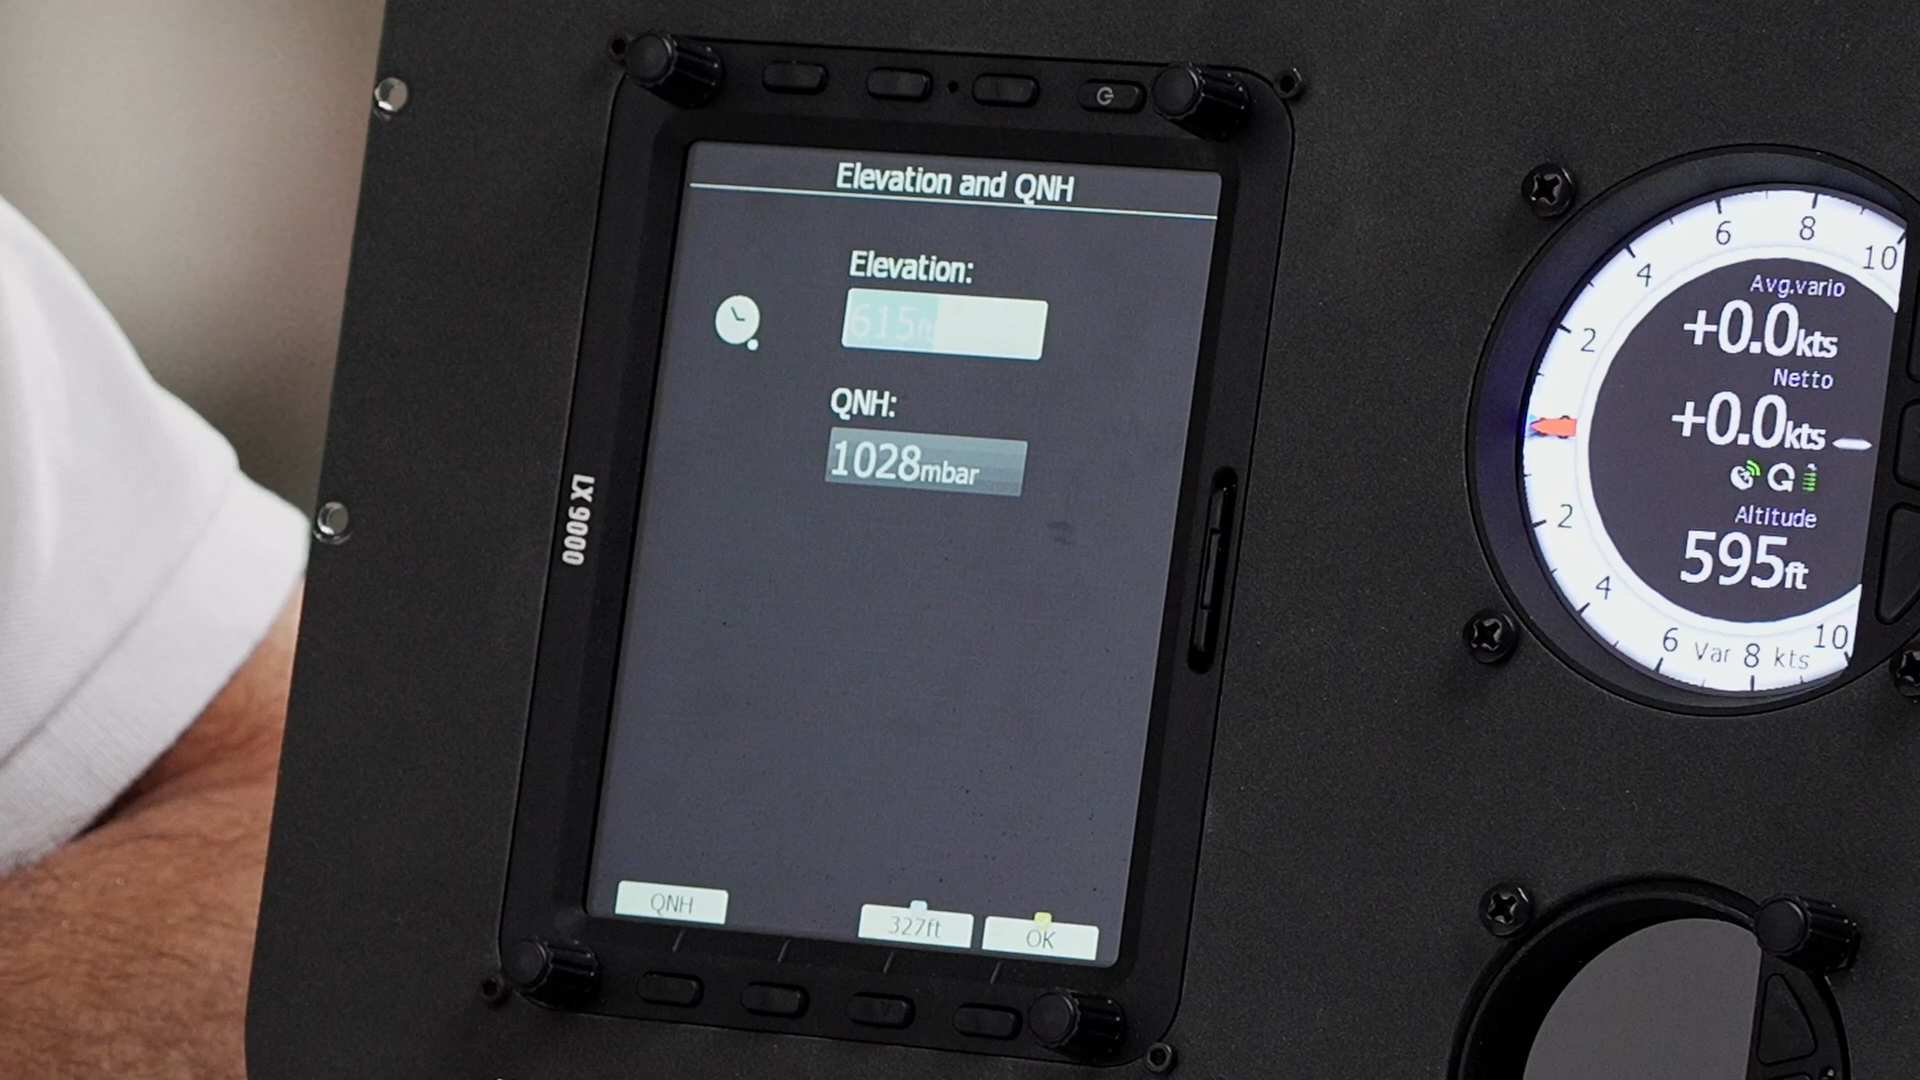 Elevation and QNH
Elevation:
615ft
QNH:
1028mbar
QNH
327ft
OK
LX 9000
2 4 6 8 10
Avg.vario
+0.0kts
Netto
+0.0kts
Altitude
595ft
2 4 6 Var 8 kts 10